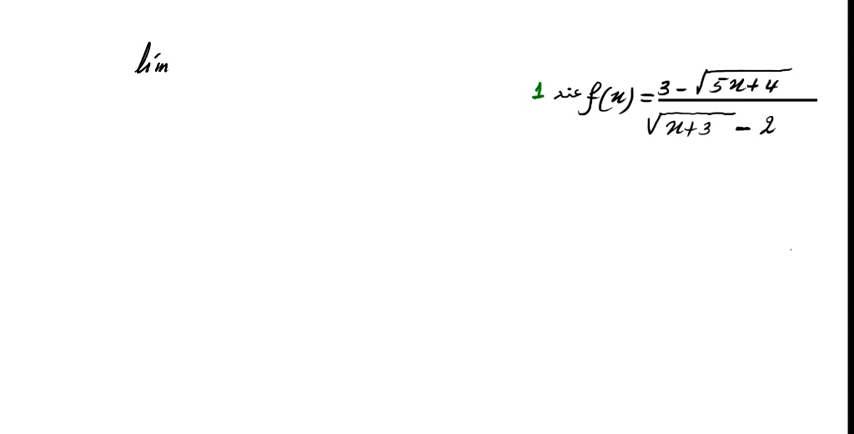 lim
f(x) = (3 - √(5x+4)) / (√(x+3) - 2) عند 1